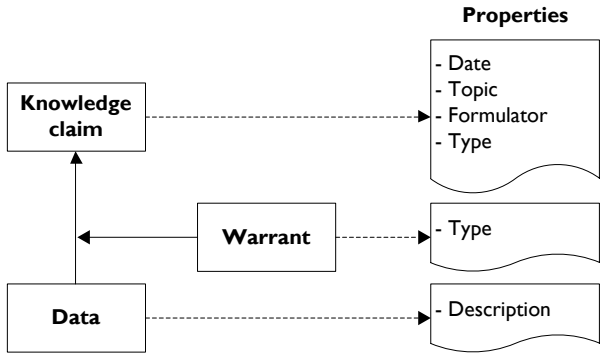 Properties
Knowledge
claim
- Date
- Topic
- Formulator
- Type
Warrant
- Type
Data
- Description